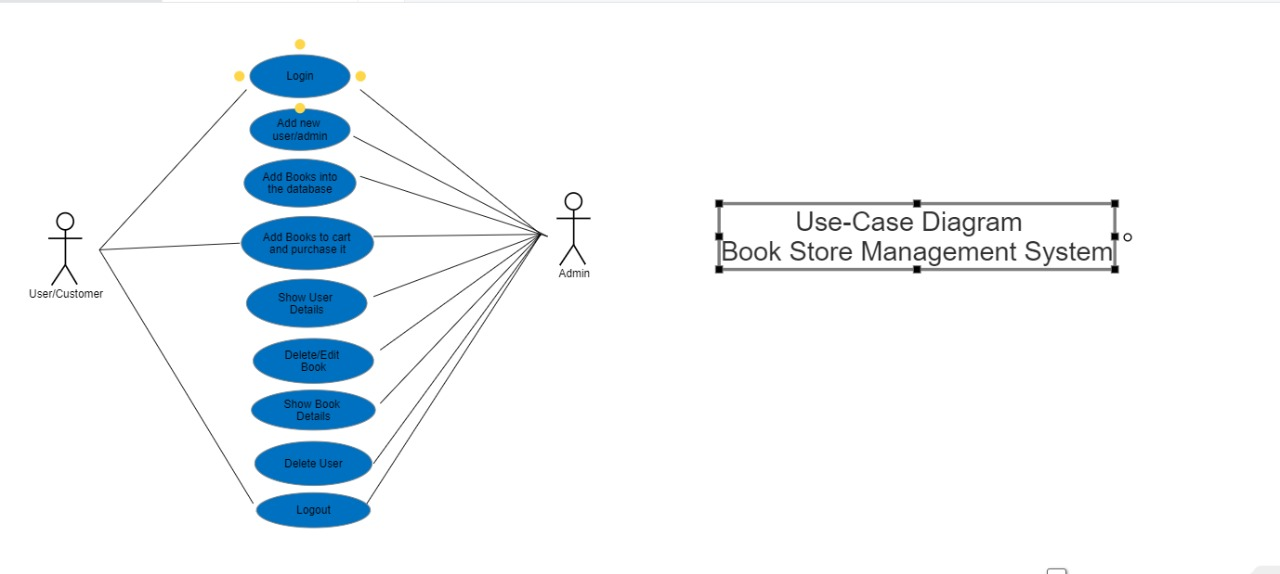 Login
Add new
user/admin
Add Books into
the database
Add Books to cart
and purchase it
Show User
Details
Delete/Edit
Book
Show Book
Details
Delete User
Logout
User/Customer
Admin
Use-Case Diagram
Book Store Management System